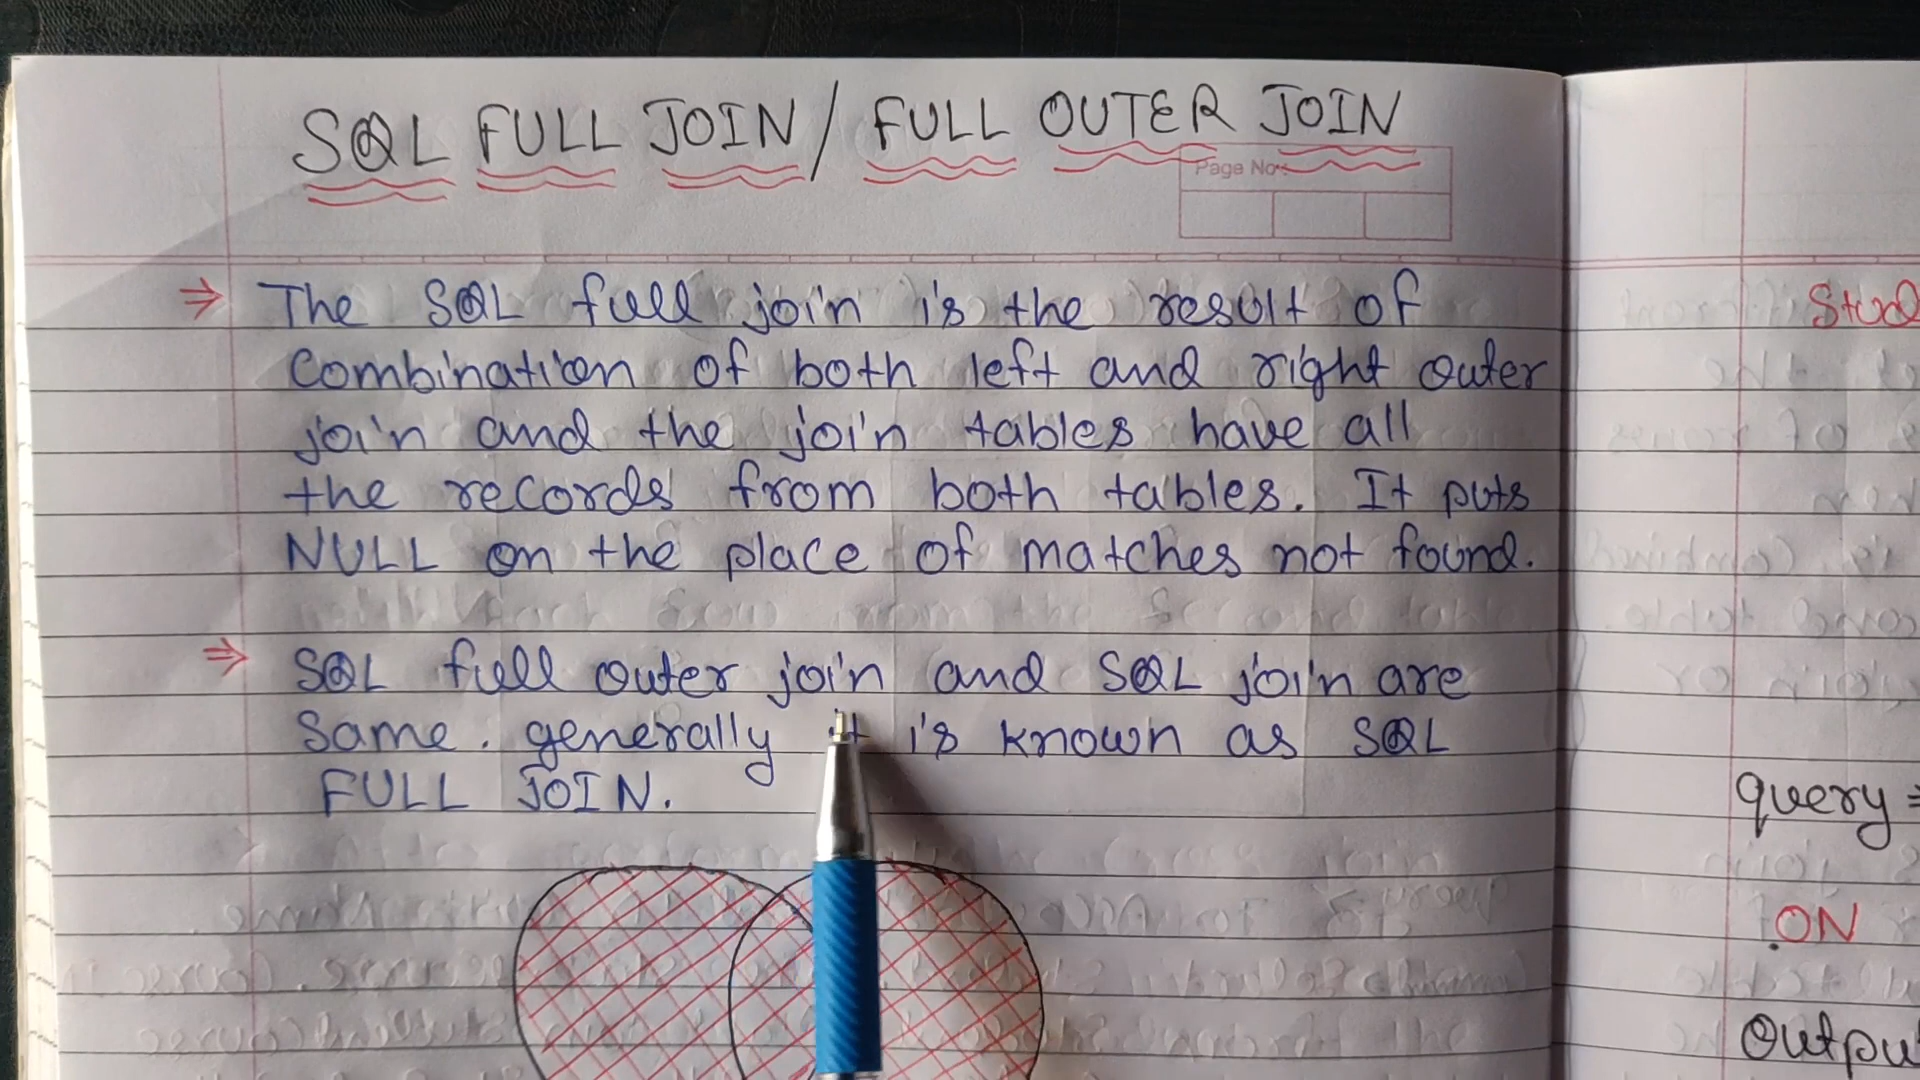 SQL FULL JOIN / FULL OUTER JOIN
Page No
⇒ The SQL full join is the result of
combination of both left and right outer
join and the join tables have all
the records from both tables. It puts
NULL on the place of matches not found.
⇒ SQL full outer join and SQL join are
same. generally it is known as SQL
FULL JOIN.
query ⇒
ON